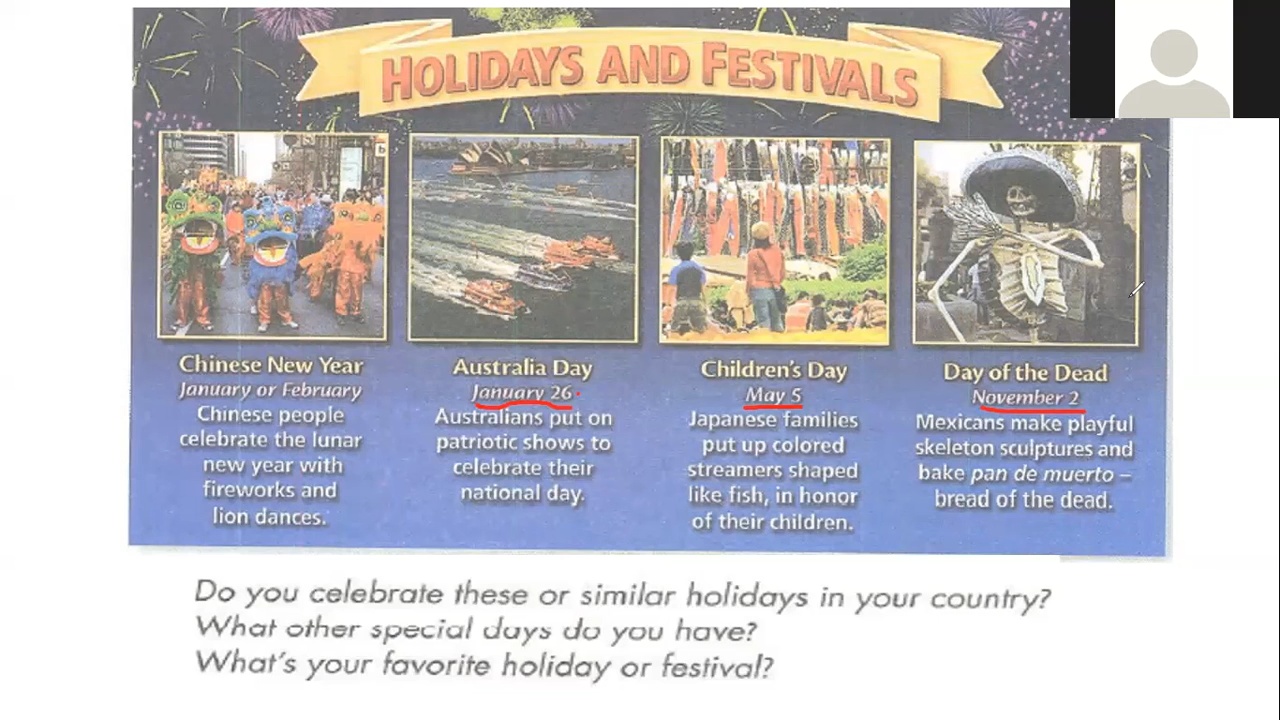 HOLIDAYS AND FESTIVALS
Chinese New Year
January or February
Chinese people
celebrate the lunar
new year with
fireworks and
lion dances.
Australia Day
January 26
Australians put on
patriotic shows to
celebrate their
national day.
Children's Day
May 5
Japanese families
put up colored
streamers shaped
like fish, in honor
of their children.
Day of the Dead
November 2
Mexicans make playful
skeleton sculptures and
bake pan de muerto –
bread of the dead.
Do you celebrate these or similar holidays in your country?
What other special days do you have?
What's your favorite holiday or festival?